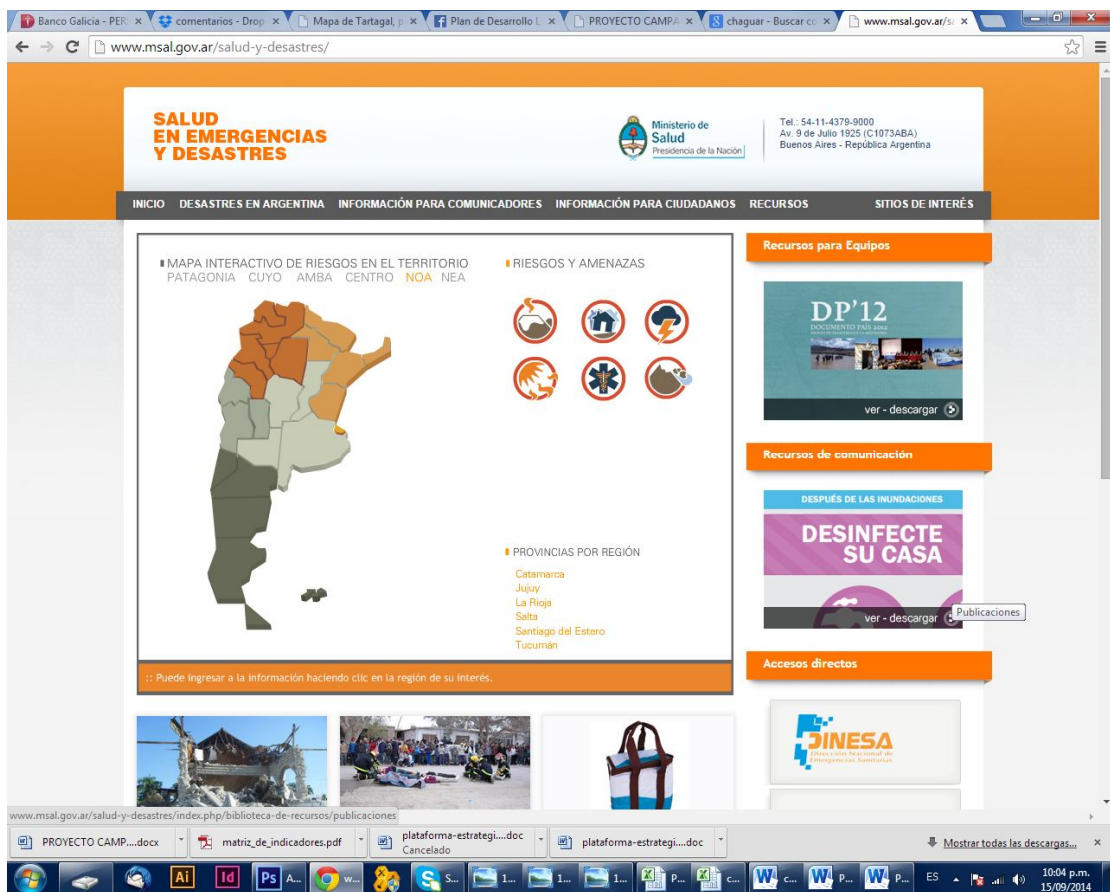 Banco Galicia - PER
comentarios - Drop
Mapa de Tartagal, p
Plan de Desarrollo L
PROYECTO CAMPA
chaguar - Buscar co
www.msal.gov.ar/sa
www.msal.gov.ar/salud-y-desastres/
SALUD
EN EMERGENCIAS
Y DESASTRES
Ministerio de
Salud
Presidencia de la Nación
Tel.: 54-11-4379-9000
Av. 9 de Julio 1925 (C1073ABA)
Buenos Aires - República Argentina
INICIO DESASTRES EN ARGENTINA INFORMACIÓN PARA COMUNICADORES INFORMACIÓN PARA CIUDADANOS RECURSOS SITIOS DE INTERÉS
MAPA INTERACTIVO DE RIESGOS EN EL TERRITORIO
PATAGONIA CUYO AMBA CENTRO NOA NEA
RIESGOS Y AMENAZAS
PROVINCIAS POR REGIÓN
Catamarca
Jujuy
La Rioja
Salta
Santiago del Estero
Tucumán
:: Puede ingresar a la información haciendo clic en la región de su interés.
Recursos para Equipos
DP'12
DOCUMENTO PAÍS 2012
ver - descargar
Recursos de comunicación
DESPUÉS DE LAS INUNDACIONES
DESINFECTE
SU CASA
ver - descargar
Publicaciones
Accesos directos
DINESA
Dirección Nacional de
Emergencias Sanitarias
www.msal.gov.ar/salud-y-desastres/index.php/biblioteca-de-recursos/publicaciones
PROYECTO CAMP....docx
matriz_de_indicadores.pdf
plataforma-estrategi....doc
Cancelado
plataforma-estrategi....doc
Mostrar todas las descargas...
Ai
Id
Ps A...
w...
S...
1...
1...
1...
P...
c...
c...
P...
P...
ES
10:04 p.m.
15/09/2014